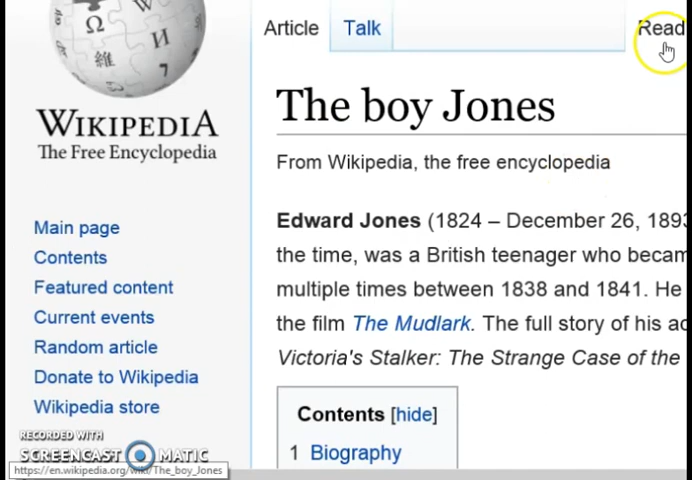 Ω
W
И
維
7
Article Talk Read
WIKIPEDIA
The Free Encyclopedia
The boy Jones
From Wikipedia, the free encyclopedia
Main page
Contents
Featured content
Current events
Random article
Donate to Wikipedia
Wikipedia store
Edward Jones (1824 – December 26, 1893
the time, was a British teenager who becam
multiple times between 1838 and 1841. He
the film The Mudlark. The full story of his
Victoria's Stalker: The Strange Case of the
Contents [hide]
1 Biography
RECORDED WITH
SCREENCAST MATIC
https://en.wikipedia.org/wiki/The_boy_Jones